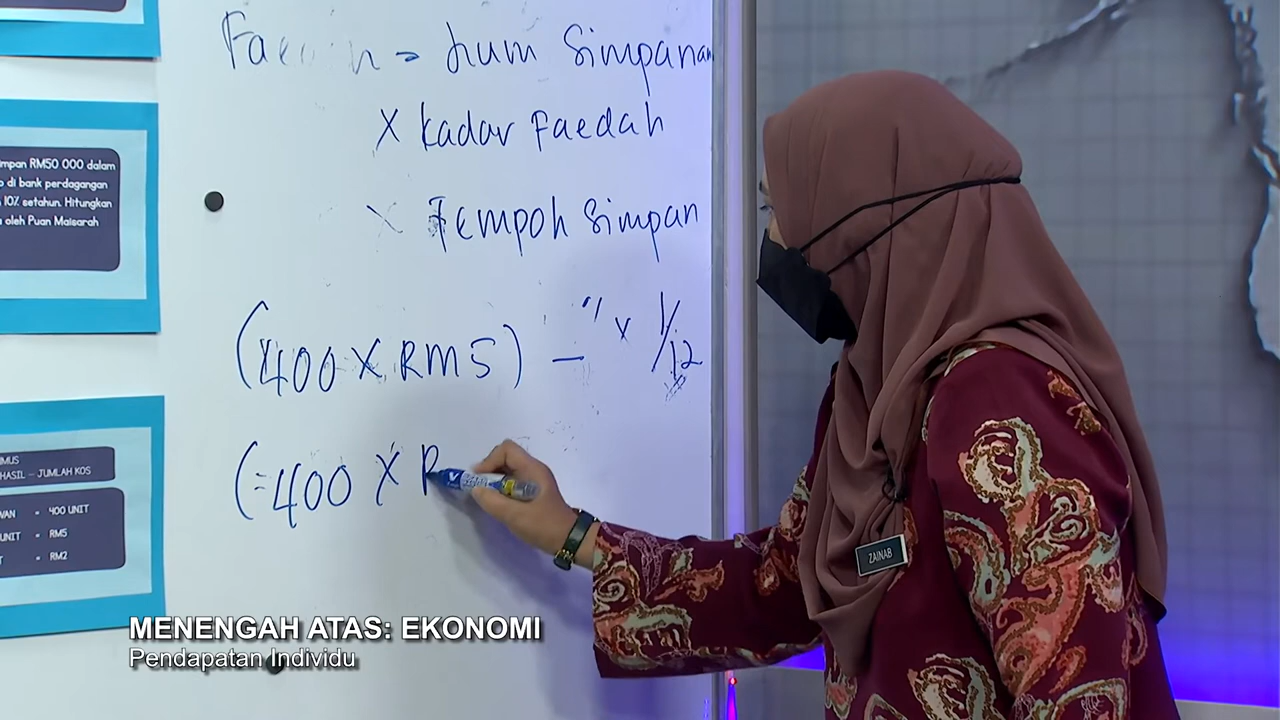 Faedah = Jum Simpanan
x kadar Faedah
x Tempoh Simpan
(400 x RM5) - " x 1/12
(=400 x R
mpan RM50 000 dalam
o di bank perdagangan
10% setahun. Hitungkan
oleh Puan Maisarah
MUS
HASIL – JUMLAH KOS
WAN = 400 UNIT
UNIT = RM5
T = RM2
ZAINAB
MENENGAH ATAS: EKONOMI
Pendapatan Individu